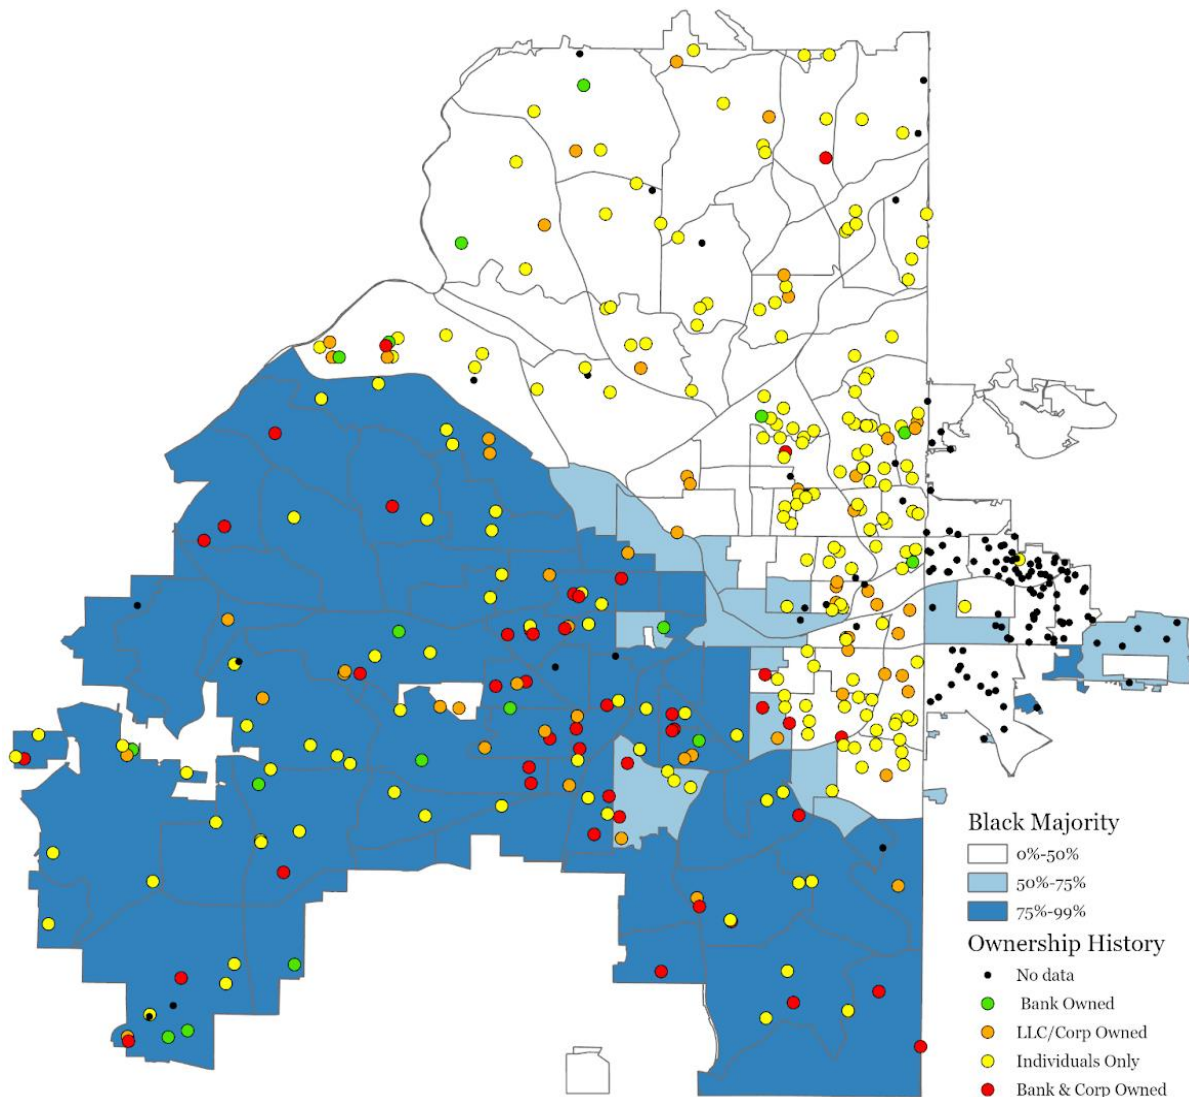 Black Majority
0%-50%
50%-75%
75%-99%
Ownership History
No data
Bank Owned
LLC/Corp Owned
Individuals Only
Bank & Corp Owned